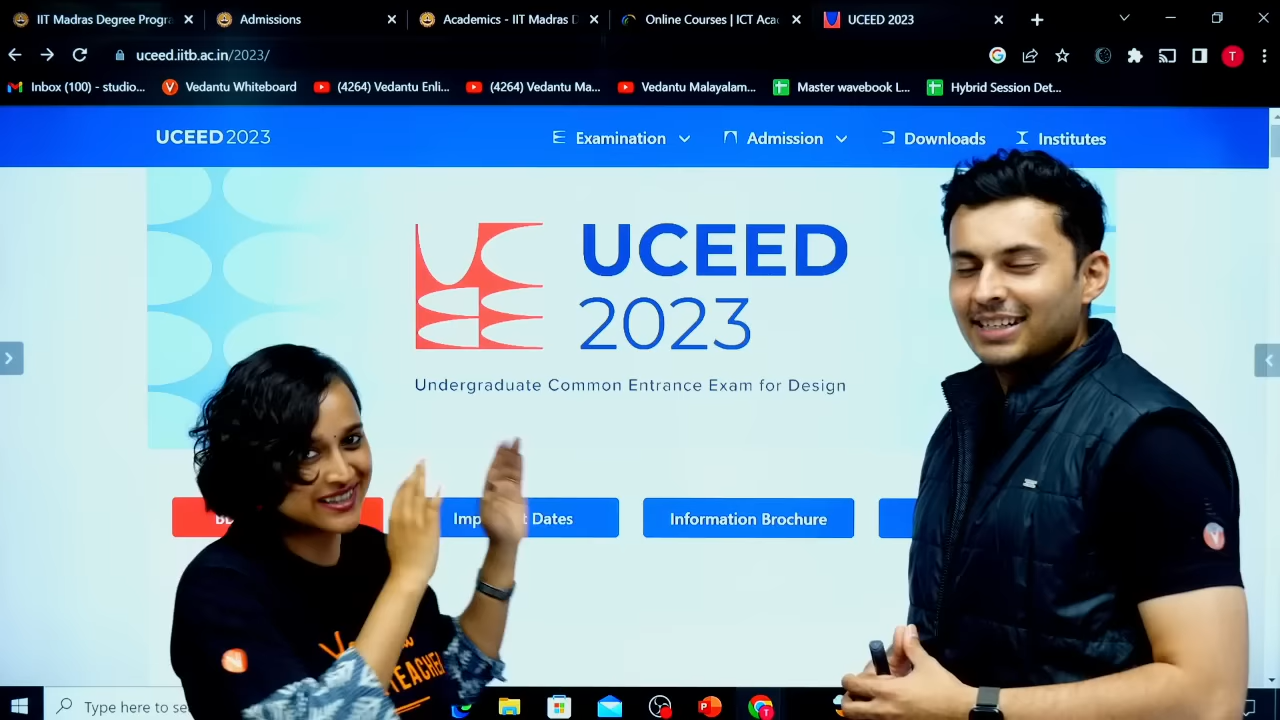 IIT Madras Degree Progra
Admissions
Academics - IIT Madras D
Online Courses | ICT Aca
UCEED 2023
uceed.iitb.ac.in/2023/
T
Inbox (100) - studio...
Vedantu Whiteboard
(4264) Vedantu Enli...
(4264) Vedantu Ma...
Vedantu Malayalam...
Master wavebook L...
Hybrid Session Det...
UCEED 2023
Examination
Admission
Downloads
Institutes
UCEED
2023
Undergraduate Common Entrance Exam for Design
Dates
Information Brochure
TEACHER
Type here to se